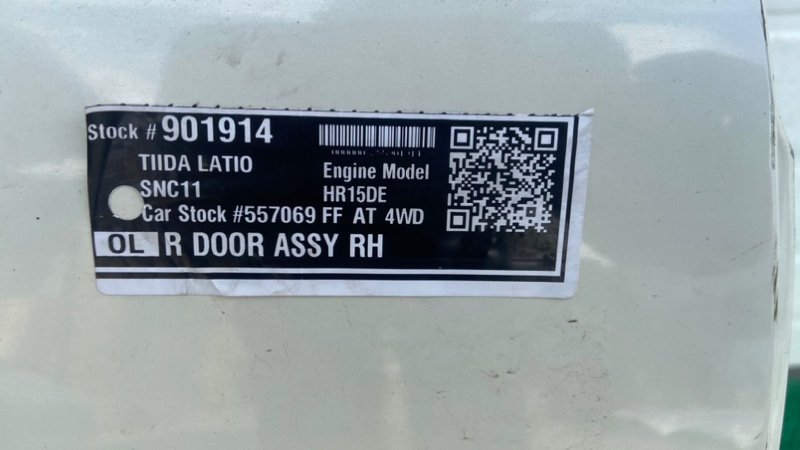 Stock # 901914
TIIDA LATIO
Engine Model
SNC11
HR15DE
Car Stock #557069 FF AT 4WD
OL R DOOR ASSY RH